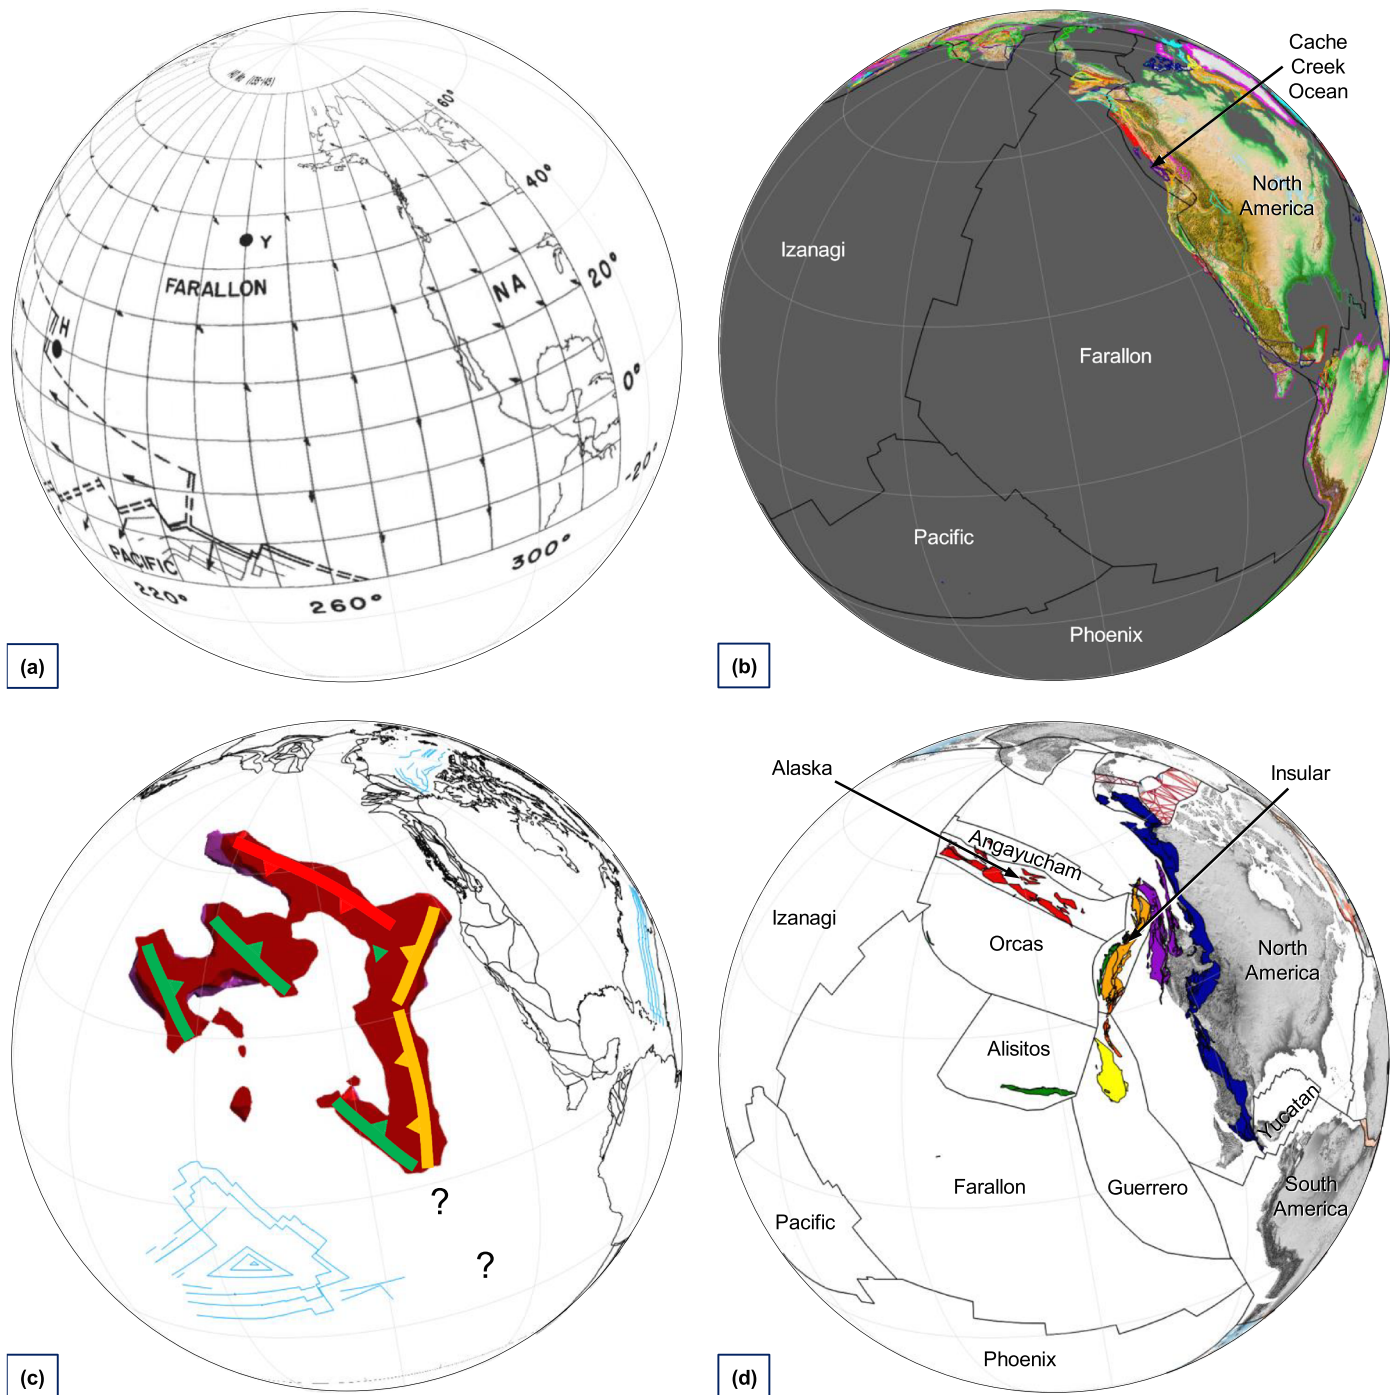 60°
40°
Y
FARALLON
NA
20°
H
0°
-20°
PACIFIC
300°
220°
260°
(a)
Cache
Creek
Ocean
North
America
Izanagi
Farallon
Pacific
Phoenix
(b)
?
?
(c)
Alaska
Insular
Angayucham
Izanagi
Orcas
North
America
Alisitos
Yucatan
Farallon
Guerrero
South
America
Pacific
Phoenix
(d)